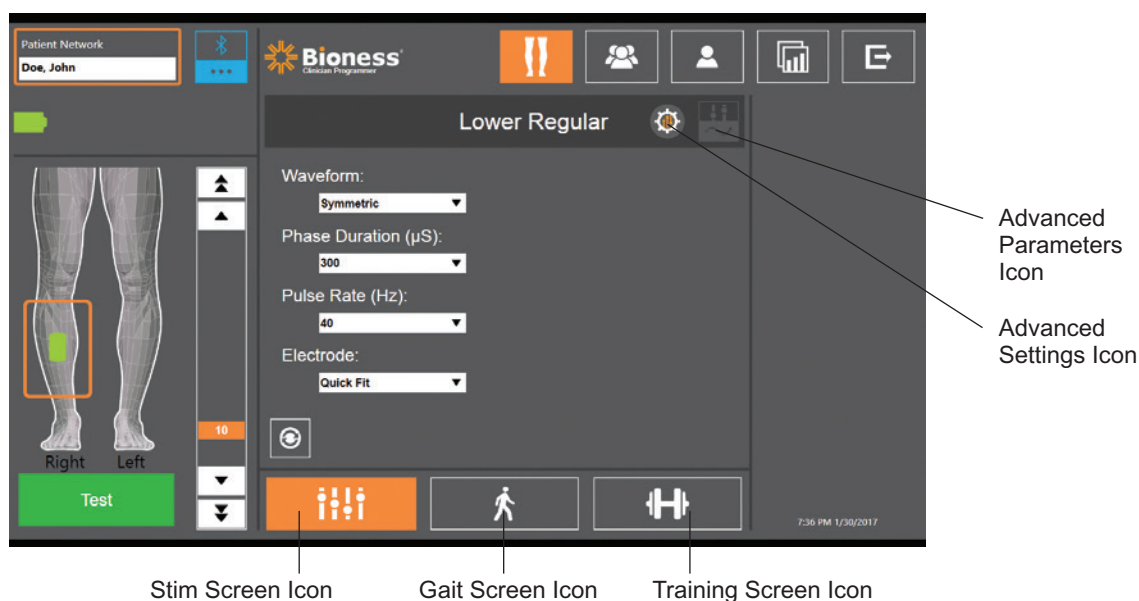 Patient Network
Doe, John
Bioness
Clinician Programmer
Lower Regular
Waveform:
Symmetric
Phase Duration (µS):
300
Pulse Rate (Hz):
40
Electrode:
Quick Fit
10
Right Left
Test
7:36 PM 1/30/2017
Advanced
Parameters
Icon
Advanced
Settings Icon
Stim Screen Icon
Gait Screen Icon
Training Screen Icon